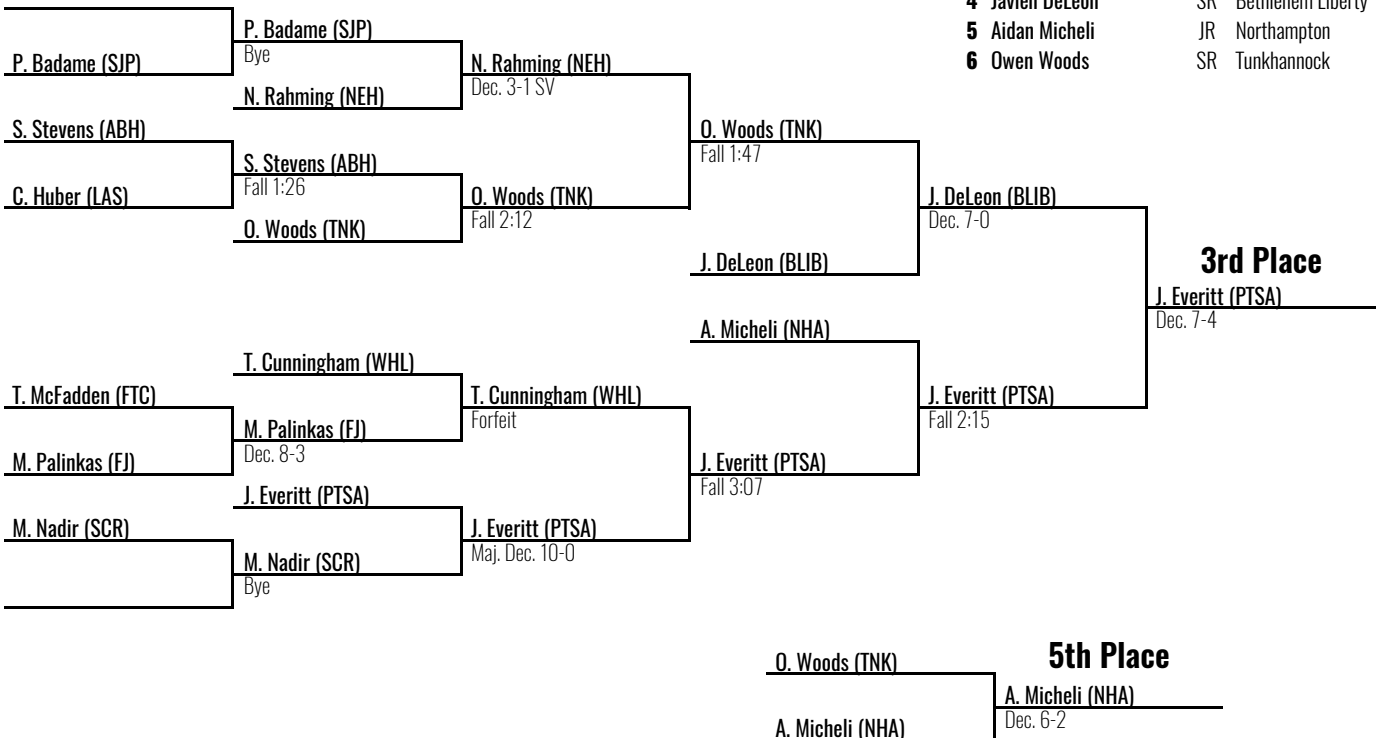 4 Javien DeLeon SR Bethlehem Liberty
5 Aidan Micheli JR Northampton
6 Owen Woods SR Tunkhannock
P. Badame (SJP)
Bye
P. Badame (SJP)
N. Rahming (NEH)
Dec. 3-1 SV
N. Rahming (NEH)
S. Stevens (ABH)
O. Woods (TNK)
Fall 1:47
S. Stevens (ABH)
Fall 1:26
C. Huber (LAS)
O. Woods (TNK)
Fall 2:12
J. DeLeon (BLIB)
Dec. 7-0
O. Woods (TNK)
J. DeLeon (BLIB)
3rd Place
J. Everitt (PTSA)
Dec. 7-4
A. Micheli (NHA)
T. Cunningham (WHL)
T. McFadden (FTC)
T. Cunningham (WHL)
Forfeit
J. Everitt (PTSA)
Fall 2:15
M. Palinkas (FJ)
Dec. 8-3
M. Palinkas (FJ)
J. Everitt (PTSA)
Fall 3:07
J. Everitt (PTSA)
M. Nadir (SCR)
J. Everitt (PTSA)
Maj. Dec. 10-0
M. Nadir (SCR)
Bye
5th Place
O. Woods (TNK)
A. Micheli (NHA)
Dec. 6-2
A. Micheli (NHA)